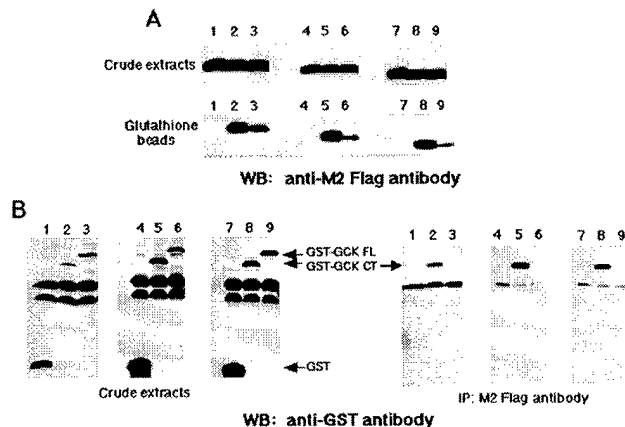 A
1 2 3 4 5 6 7 8 9
Crude extracts
1 2 3 4 5 6 7 8 9
Glutathione
beads
WB: anti-M2 Flag antibody
B
1 2 3 4 5 6 7 8 9 1 2 3 4 5 6 7 8 9
GST-GCK FL
GST-GCK CT
GST
Crude extracts
IP: M2 Flag antibody
WB: anti-GST antibody